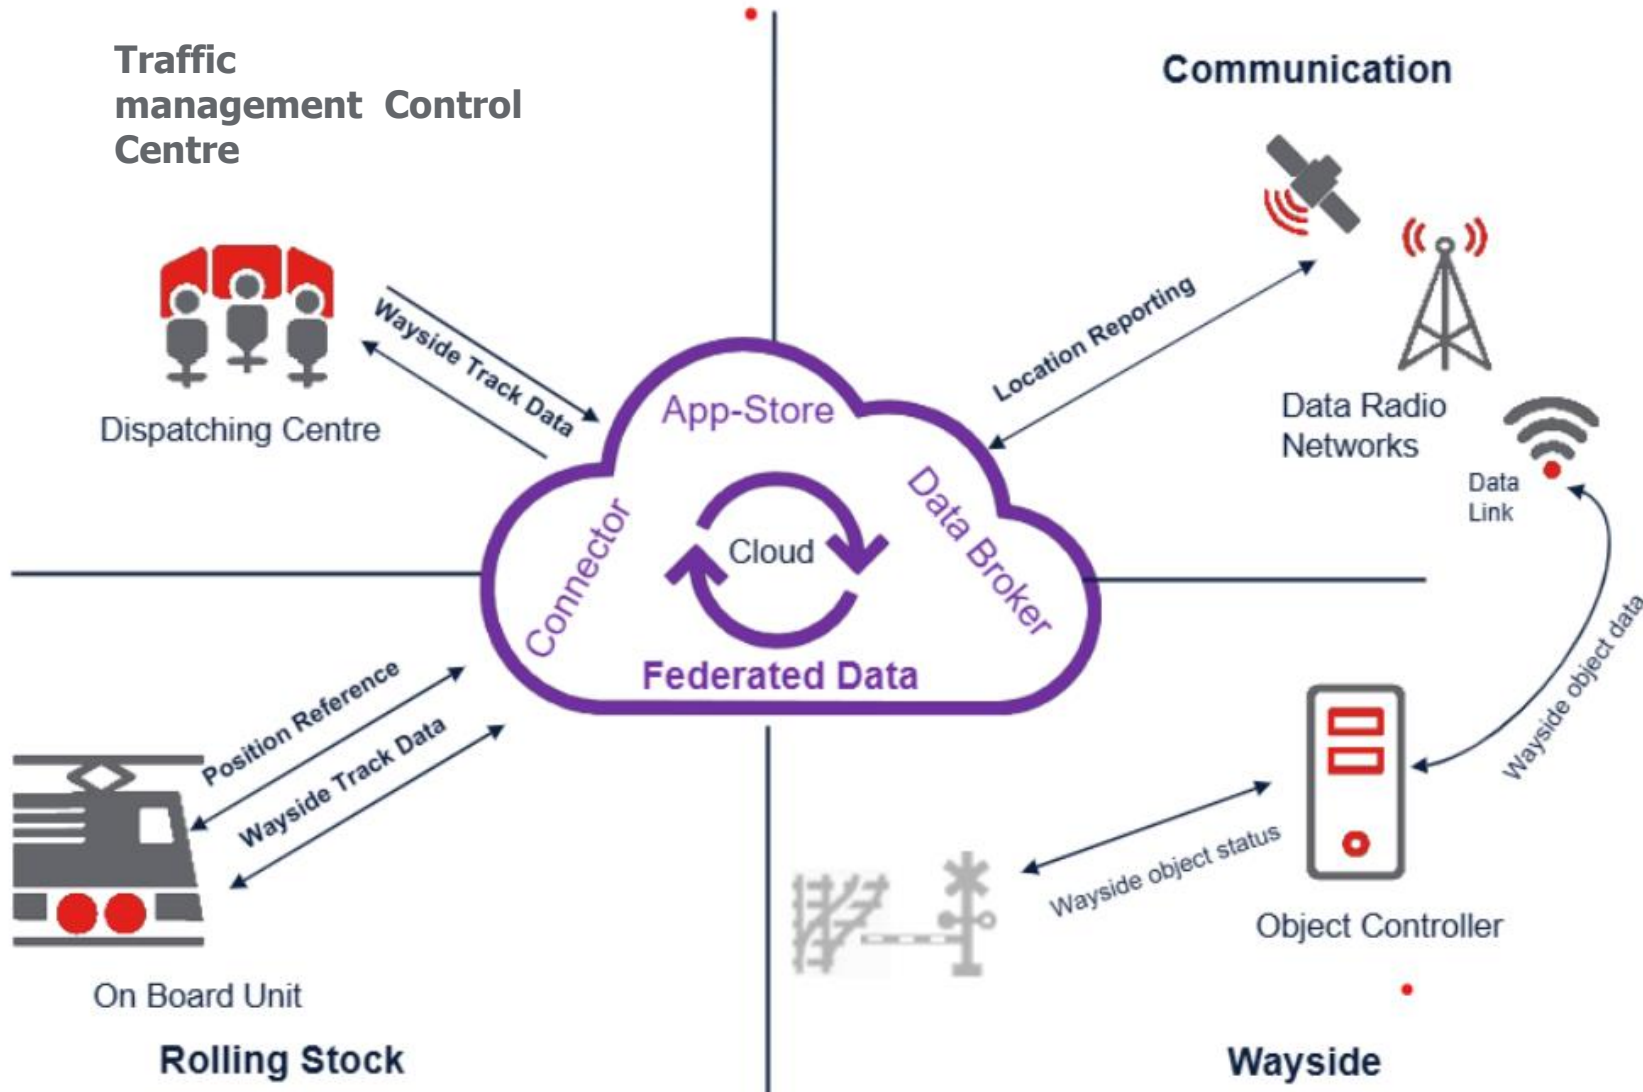 Traffic
management Control
Centre
Communication
Dispatching Centre
Wayside Track Data
Location Reporting
Data Radio
Networks
Data
Link
App-Store
Connector
Cloud
Data Broker
Federated Data
Position Reference
Wayside Track Data
On Board Unit
Rolling Stock
Wayside object data
Wayside object status
Object Controller
Wayside